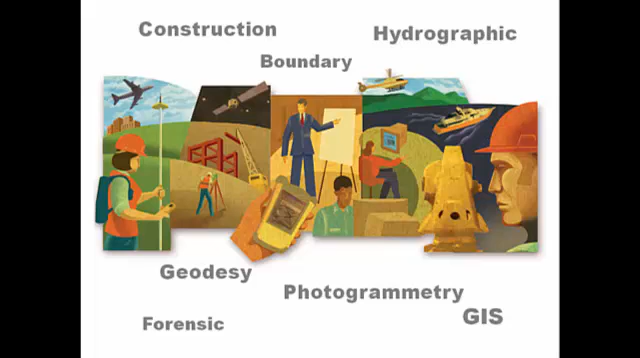 Construction
Hydrographic
Boundary
Geodesy
Photogrammetry
GIS
Forensic